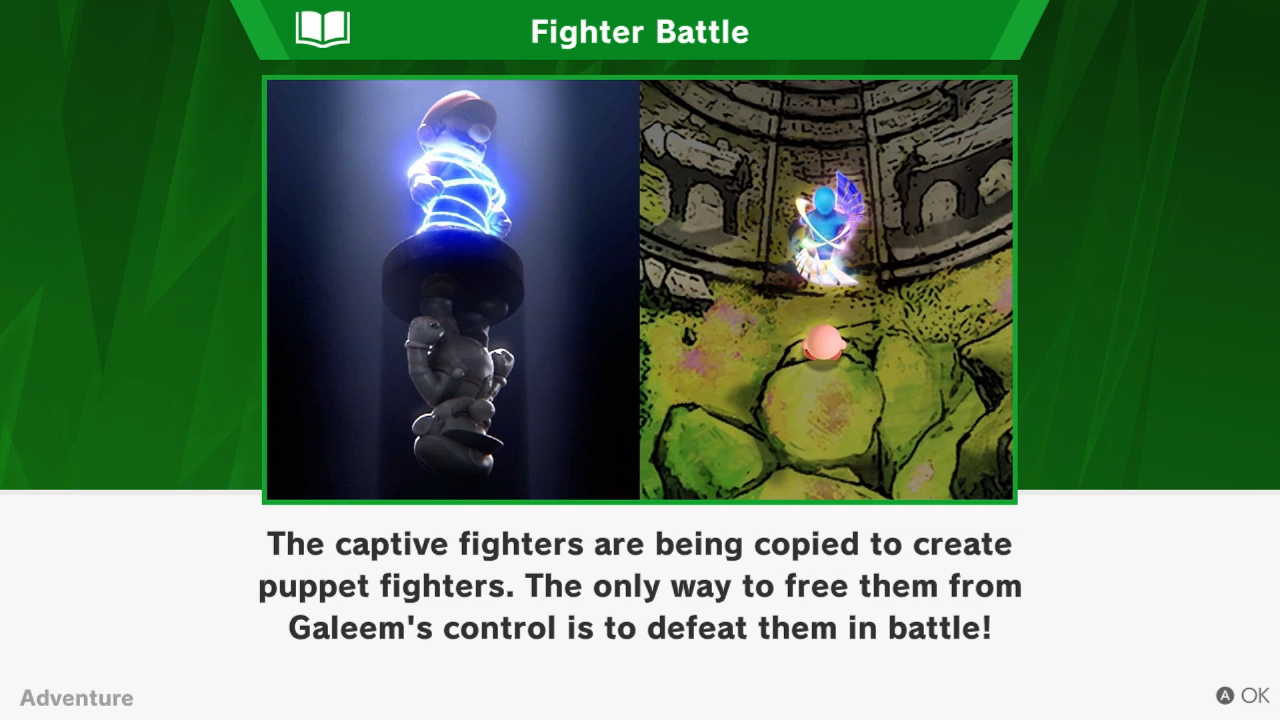 Fighter Battle
The captive fighters are being copied to create
puppet fighters. The only way to free them from
Galeem's control is to defeat them in battle!
Adventure
A OK